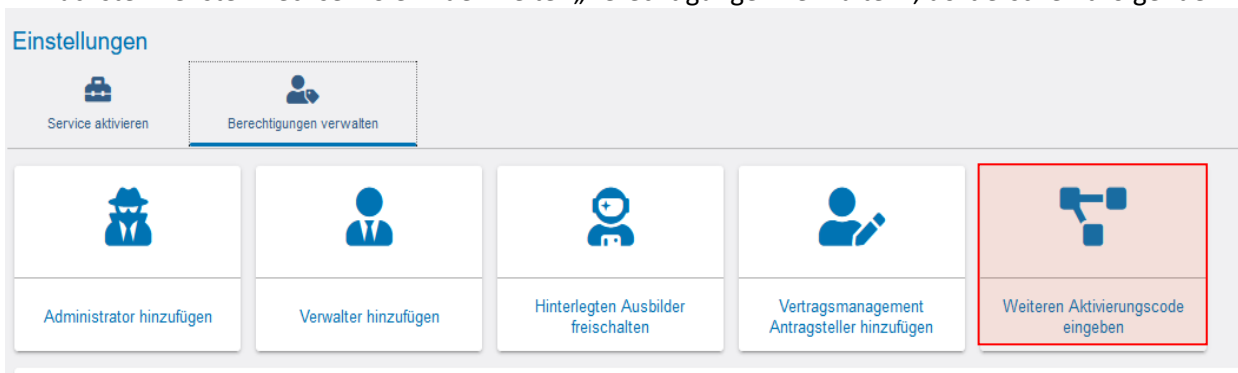 Einstellungen
Service aktivieren
Berechtigungen verwalten
Administrator hinzufügen
Verwalter hinzufügen
Hinterlegten Ausbilder
freischalten
Vertragsmanagement
Antragsteller hinzufügen
Weiteren Aktivierungscode
eingeben